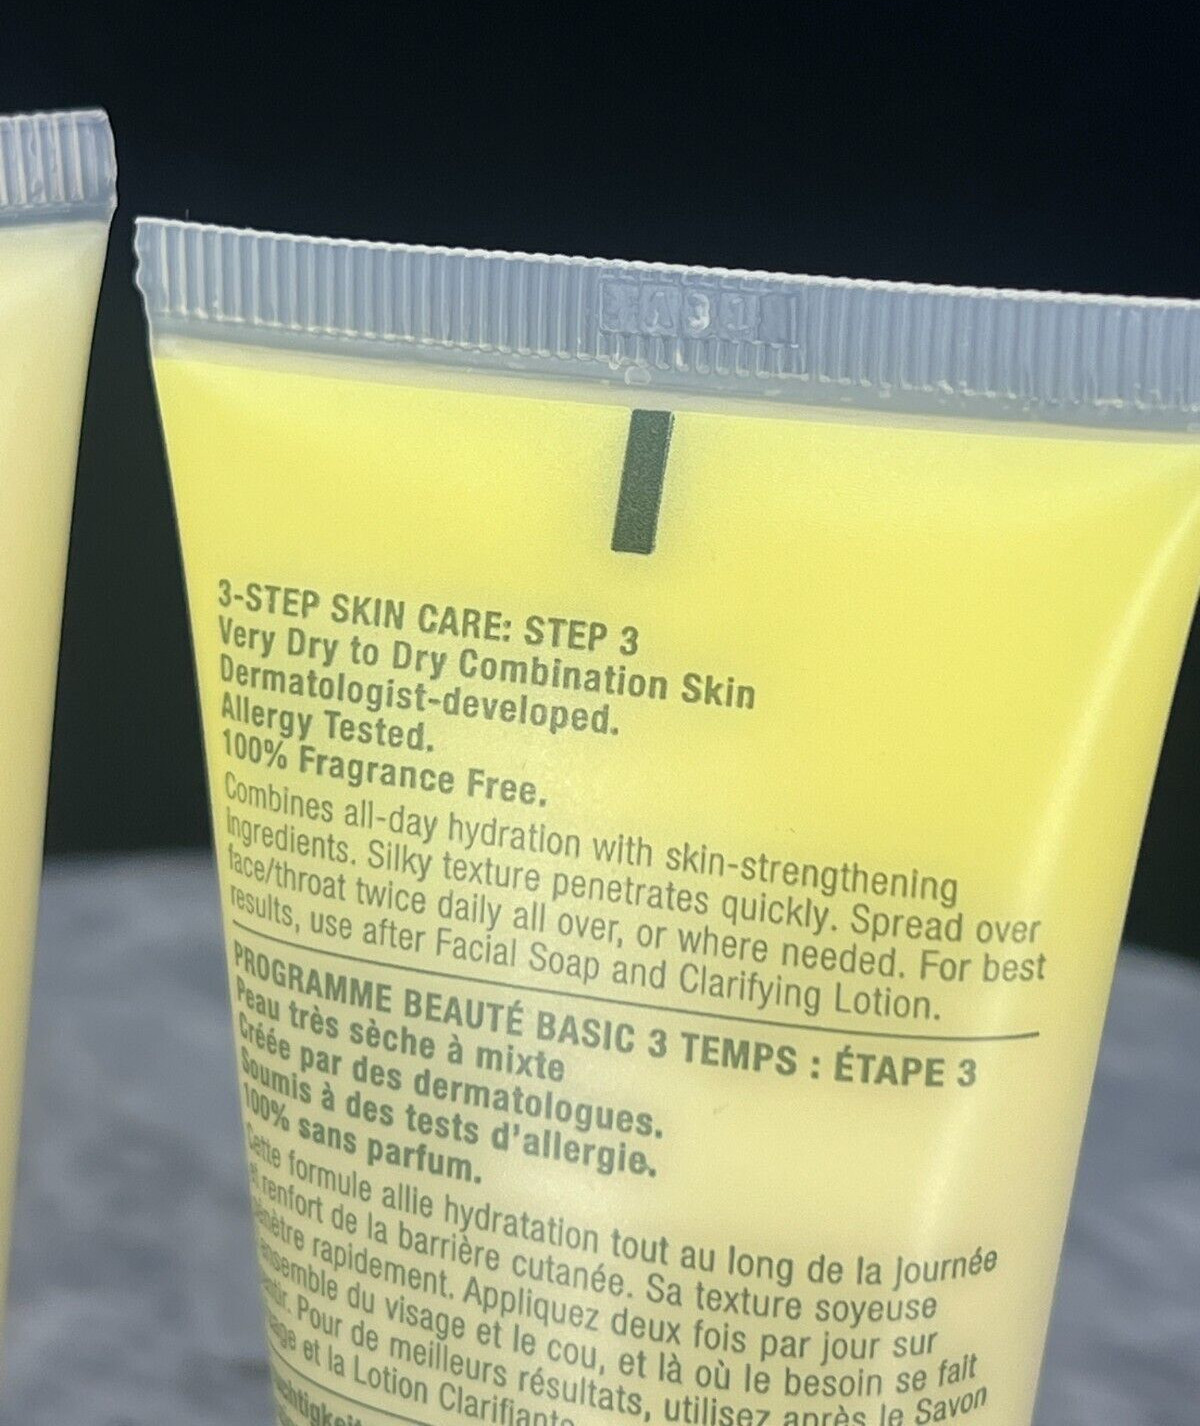 3-STEP SKIN CARE: STEP 3
Very Dry to Dry Combination Skin
Dermatologist-developed.
Allergy Tested.
100% Fragrance Free.
Combines all-day hydration with skin-strengthening
ingredients. Silky texture penetrates quickly. Spread over
face/throat twice daily all over, or where needed. For best
results, use after Facial Soap and Clarifying Lotion.
PROGRAMME BEAUTÉ BASIC 3 TEMPS : ÉTAPE 3
Peau très sèche à mixte
Créée par des dermatologues.
Soumis à des tests d'allergie.
100% sans parfum.
Cette formule allie hydratation tout au long de la journée
et renfort de la barrière cutanée. Sa texture soyeuse
pénètre rapidement. Appliquez deux fois par jour sur
ensemble du visage et le cou, et là où le besoin se fait
Pour de meilleurs résultats, utilisez après le Savon
et la Lotion Clarifiante